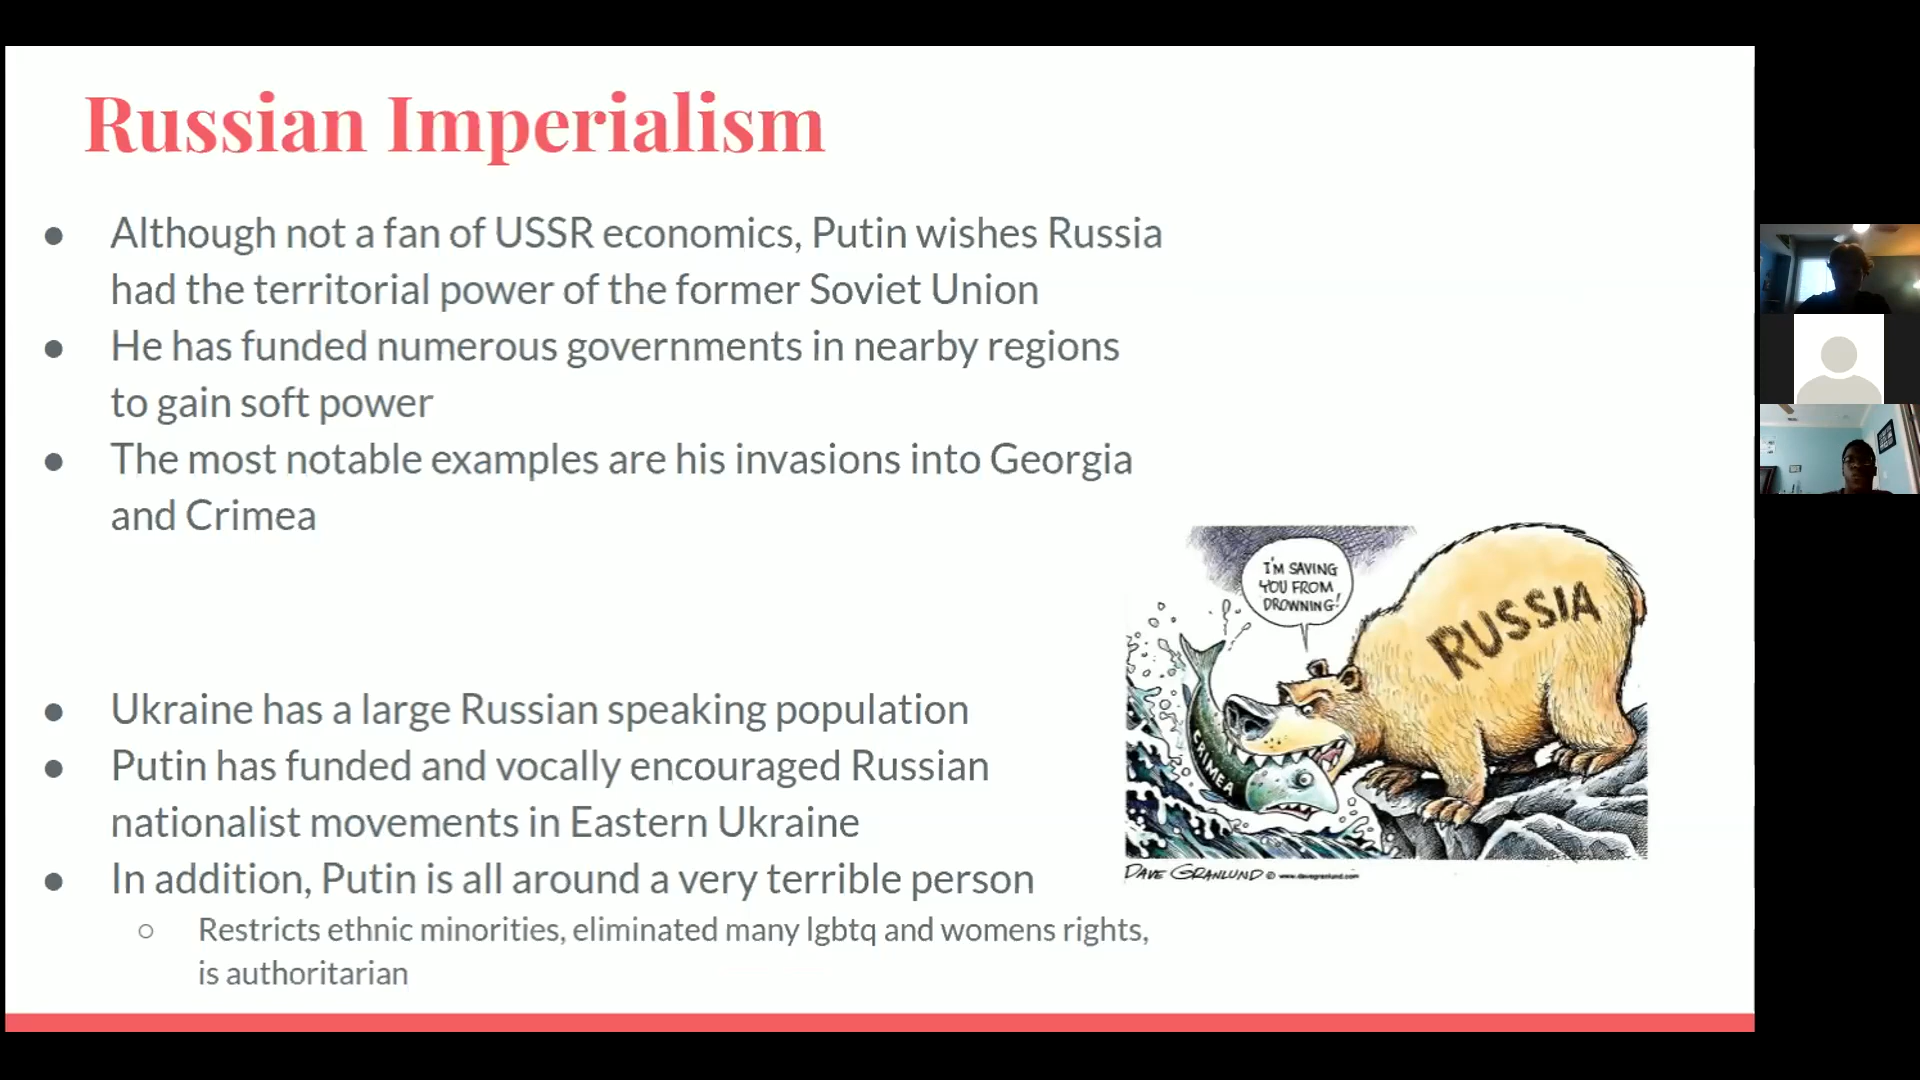 Russian Imperialism
● Although not a fan of USSR economics, Putin wishes Russia
had the territorial power of the former Soviet Union
● He has funded numerous governments in nearby regions
to gain soft power
● The most notable examples are his invasions into Georgia
and Crimea
I'M SAVING
YOU FROM
DROWNING!
RUSSIA
CRIMEA
DAVE GRANLUND © www.davegranlund.com
● Ukraine has a large Russian speaking population
● Putin has funded and vocally encouraged Russian
nationalist movements in Eastern Ukraine
● In addition, Putin is all around a very terrible person
○ Restricts ethnic minorities, eliminated many lgbtq and womens rights,
is authoritarian